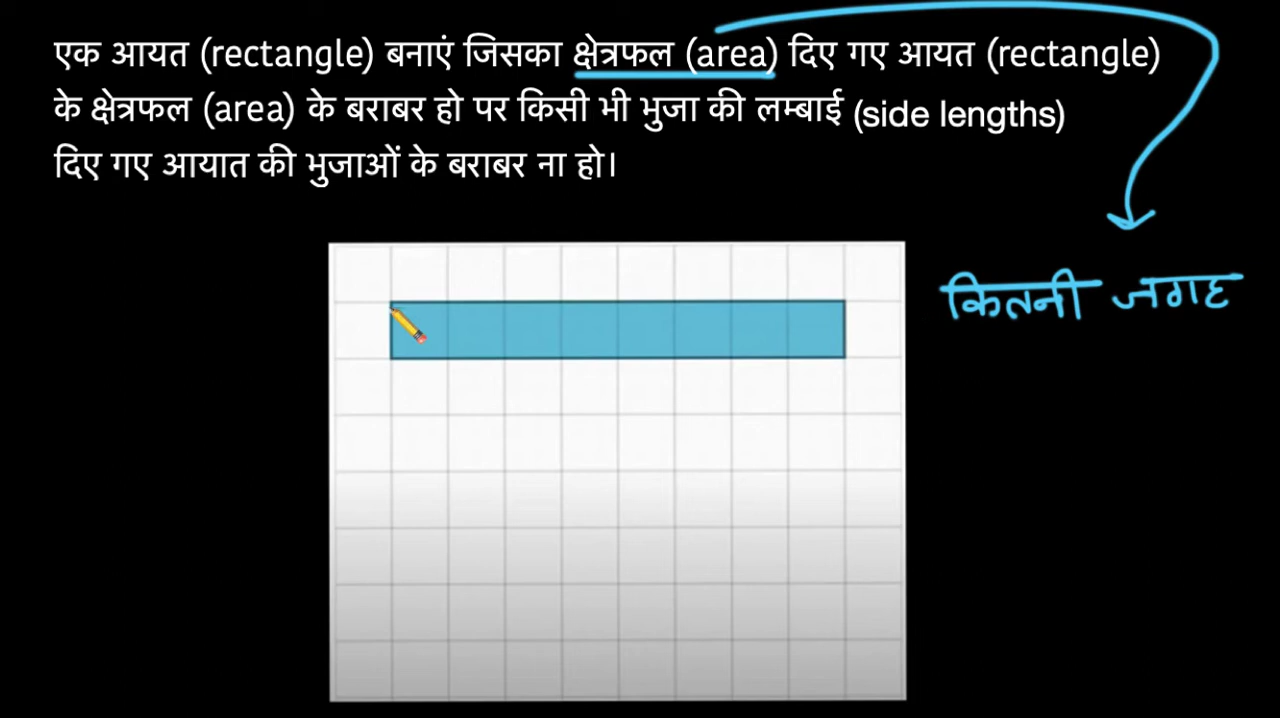 एक आयत (rectangle) बनाएं जिसका क्षेत्रफल (area) दिए गए आयत (rectangle)
के क्षेत्रफल (area) के बराबर हो पर किसी भी भुजा की लम्बाई (side lengths)
दिए गए आयात की भुजाओं के बराबर ना हो।
कितनी जगह